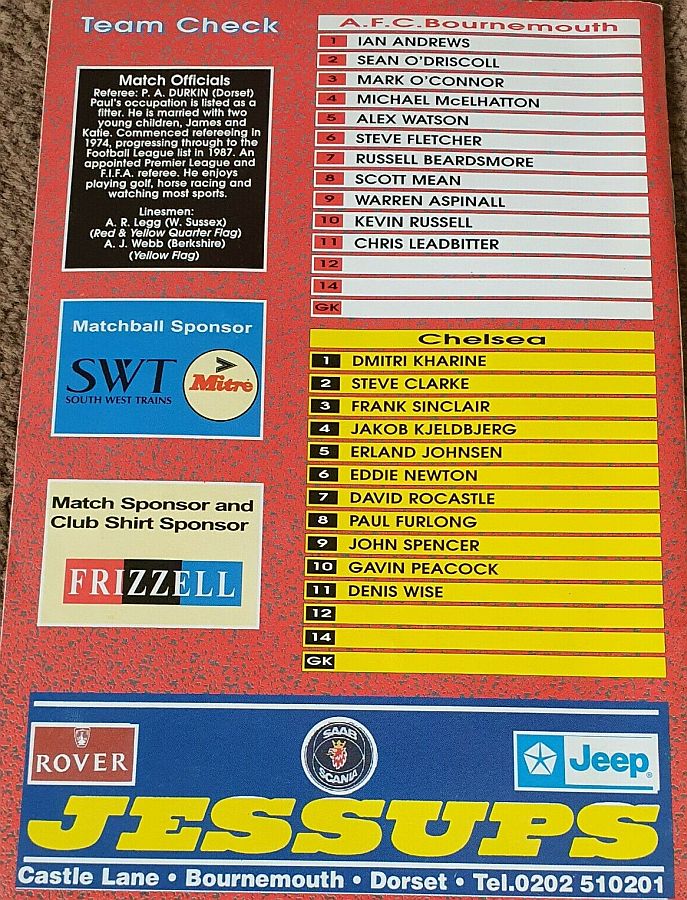 Team Check
Match Officials
Referee: P. A. DURKIN (Dorset)
Paul's occupation is listed as a
fitter. He is married with two
young children, James and
Katie. Commenced refereeing in
1974, progressing through to the
Football League list in 1987. An
appointed Premier League and
F.I.F.A. referee. He enjoys
playing golf, horse racing and
watching most sports.
Linesmen:
A. R. Legg (W. Sussex)
(Red & Yellow Quarter Flag)
A. J. Webb (Berkshire)
(Yellow Flag)
Matchball Sponsor
SWT
SOUTH WEST TRAINS
Mitre
Match Sponsor and
Club Shirt Sponsor
FRIZZELL
A.F.C.Bournemouth
1 IAN ANDREWS
2 SEAN O'DRISCOLL
3 MARK O'CONNOR
4 MICHAEL McELHATTON
5 ALEX WATSON
6 STEVE FLETCHER
7 RUSSELL BEARDSMORE
8 SCOTT MEAN
9 WARREN ASPINALL
10 KEVIN RUSSELL
11 CHRIS LEADBITTER
12
14
GK
Chelsea
1 DMITRI KHARINE
2 STEVE CLARKE
3 FRANK SINCLAIR
4 JAKOB KJELDBJERG
5 ERLAND JOHNSEN
6 EDDIE NEWTON
7 DAVID ROCASTLE
8 PAUL FURLONG
9 JOHN SPENCER
10 GAVIN PEACOCK
11 DENIS WISE
12
14
GK
ROVER
SAAB
SCANIA
Jeep®
JESSUPS
Castle Lane • Bournemouth • Dorset • Tel.0202 510201